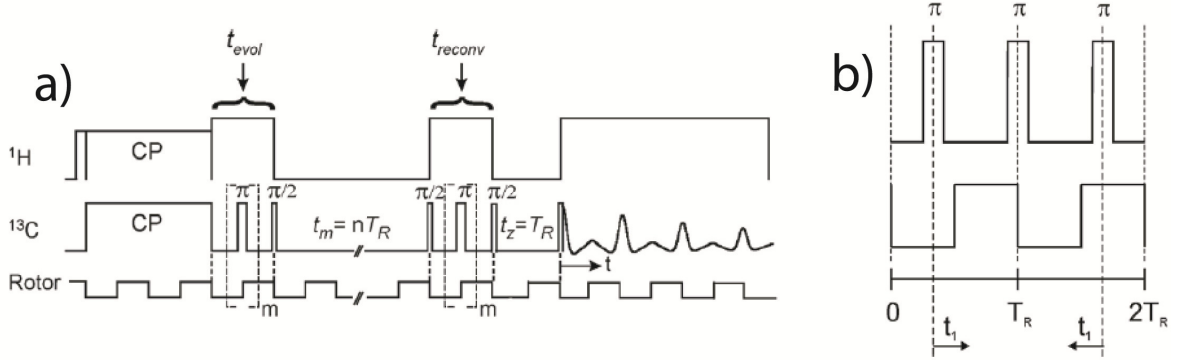 a)
t_evol
t_reconv
¹H
CP
¹³C
CP
π
π/2
t_m = nT_R
π/2
π
π/2
t_z = T_R
t
Rotor
m
m
b)
π
π
π
0
T_R
2T_R
t₁
t₁